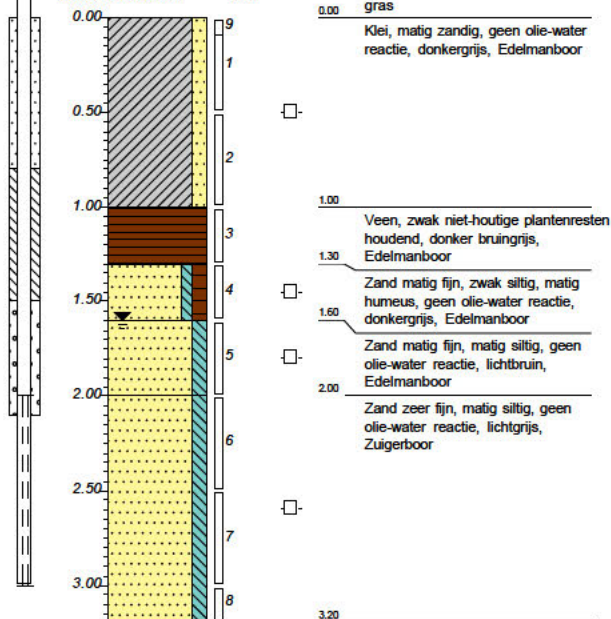 gras
0.00
9
0.00
Klei, matig zandig, geen olie-water
reactie, donkergrijs, Edelmanboor
1
0.50
2
1.00
1.00
Veen, zwak niet-houtige plantenresten
houdend, donker bruingrijs,
Edelmanboor
3
1.30
Zand matig fijn, zwak siltig, matig
humeus, geen olie-water reactie,
donkergrijs, Edelmanboor
4
1.50
1.60
Zand matig fijn, matig siltig, geen
olie-water reactie, lichtbruin,
Edelmanboor
5
2.00
2.00
Zand zeer fijn, matig siltig, geen
olie-water reactie, lichtgrijs,
Zuigerboor
6
2.50
7
3.00
8
3.20